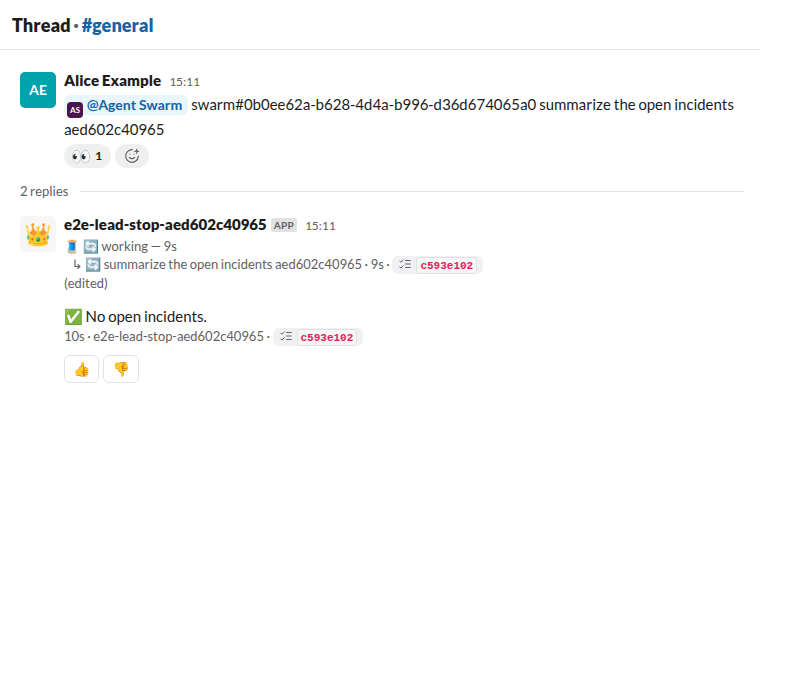 Thread · #general
AE
Alice Example 15:11
AS @Agent Swarm swarm#0b0ee62a-b628-4d4a-b996-d36d674065a0 summarize the open incidents
aed602c40965
👀 1
2 replies
e2e-lead-stop-aed602c40965 APP 15:11
🧵 🔄 working — 9s
↳ 🔄 summarize the open incidents aed602c40965 · 9s · c593e102
(edited)
✅ No open incidents.
10s · e2e-lead-stop-aed602c40965 · c593e102